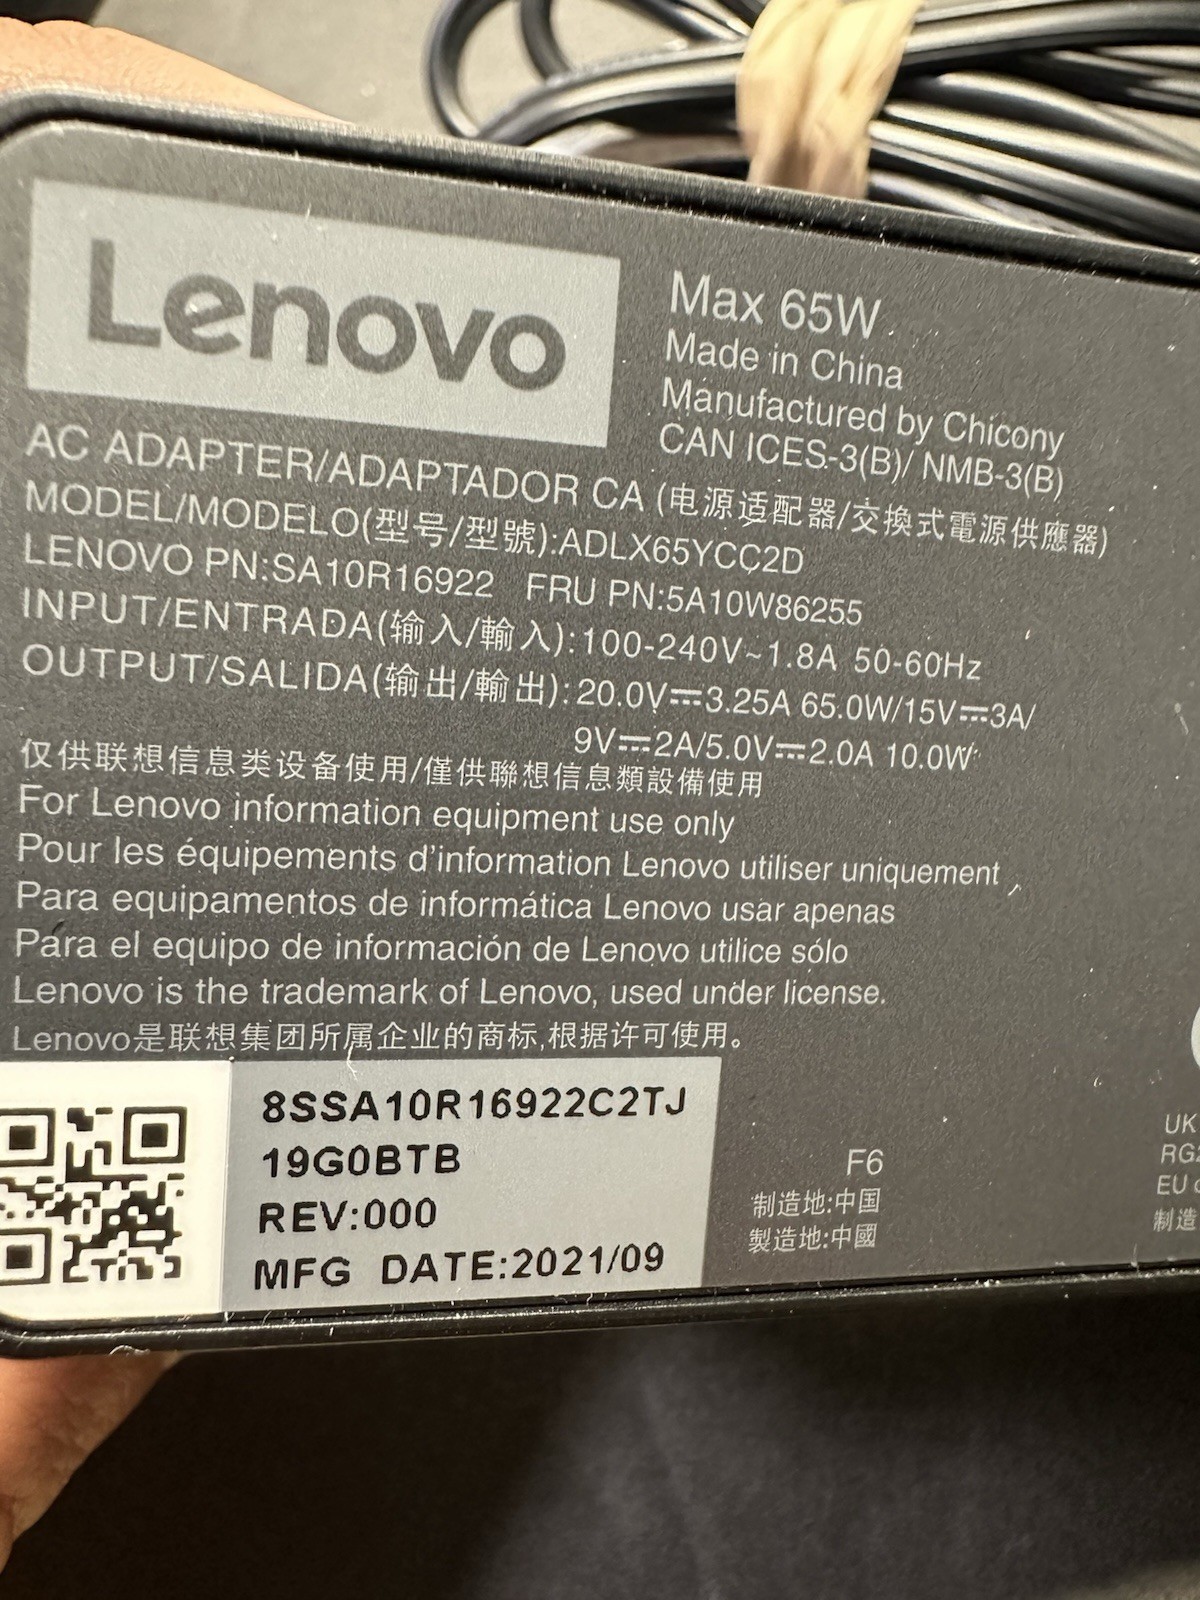 Lenovo
Max 65W
Made in China
Manufactured by Chicony
CAN ICES-3(B)/ NMB-3(B)
AC ADAPTER/ADAPTADOR CA (电源适配器/交換式電源供應器)
MODEL/MODELO(型号/型號):ADLX65YCC2D
LENOVO PN:SA10R16922 FRU PN:5A10W86255
INPUT/ENTRADA(输入/輸入):100-240V~1.8A 50-60Hz
OUTPUT/SALIDA(输出/輸出):20.0V⎓3.25A 65.0W/15V⎓3A/
9V⎓2A/5.0V⎓2.0A 10.0W
仅供联想信息类设备使用/僅供聯想信息類設備使用
For Lenovo information equipment use only
Pour les équipements d'information Lenovo utiliser uniquement
Para equipamentos de informática Lenovo usar apenas
Para el equipo de información de Lenovo utilice sólo
Lenovo is the trademark of Lenovo, used under license.
Lenovo是联想集团所属企业的商标,根据许可使用。
8SSA10R16922C2TJ
19G0BTB
REV:000
MFG DATE:2021/09
F6
制造地:中国
製造地:中國
UK
RG2
EU
制造